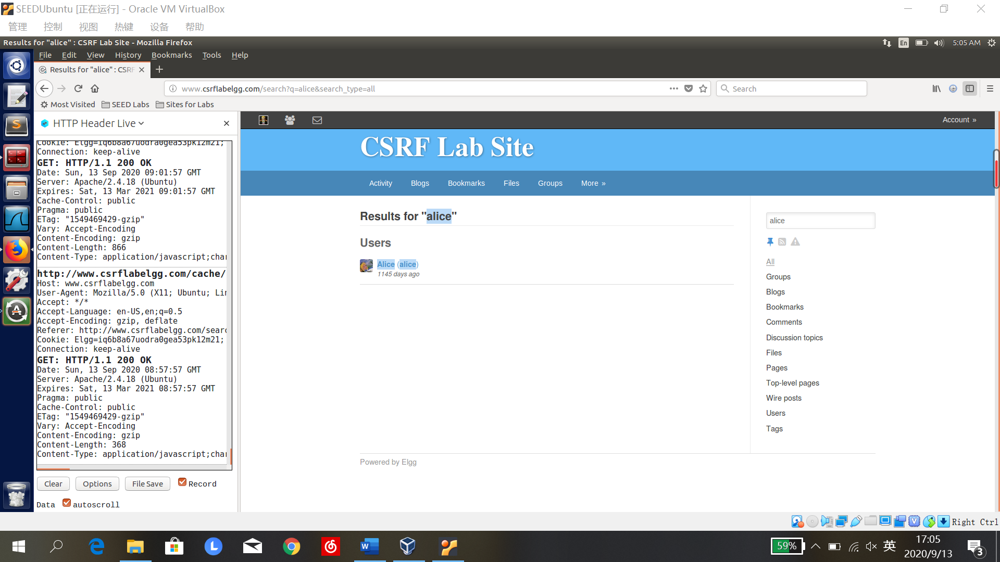 SEEDUbuntu [正在运行] - Oracle VM VirtualBox
管理 控制 视图 热键 设备 帮助
Results for "alice" : CSRF Lab Site - Mozilla Firefox
En
5:05 AM
File Edit View History Bookmarks Tools Help
Results for "alice" : CSRF
www.csrflabelgg.com/search?q=alice&search_type=all
Search
Most Visited SEED Labs Sites for Labs
HTTP Header Live
Cookie: Elgg=iq6b8a67uodra0gea53pk12m21;
Connection: keep-alive
GET: HTTP/1.1 200 OK
Date: Sun, 13 Sep 2020 09:01:57 GMT
Server: Apache/2.4.18 (Ubuntu)
Expires: Sat, 13 Mar 2021 09:01:57 GMT
Cache-Control: public
Pragma: public
ETag: "1549469429-gzip"
Vary: Accept-Encoding
Content-Encoding: gzip
Content-Length: 866
Content-Type: application/javascript;char
http://www.csrflabelgg.com/cache/
Host: www.csrflabelgg.com
User-Agent: Mozilla/5.0 (X11; Ubuntu; Lin
Accept: */*
Accept-Language: en-US,en;q=0.5
Accept-Encoding: gzip, deflate
Referer: http://www.csrflabelgg.com/searc
Cookie: Elgg=iq6b8a67uodra0gea53pk12m21;
Connection: keep-alive
GET: HTTP/1.1 200 OK
Date: Sun, 13 Sep 2020 08:57:57 GMT
Server: Apache/2.4.18 (Ubuntu)
Expires: Sat, 13 Mar 2021 08:57:57 GMT
Pragma: public
Cache-Control: public
ETag: "1549469429-gzip"
Vary: Accept-Encoding
Content-Encoding: gzip
Content-Length: 368
Content-Type: application/javascript;char
Clear Options File Save Record
Data autoscroll
Account »
CSRF Lab Site
Activity Blogs Bookmarks Files Groups More »
Results for "alice"
Users
Alice (alice)
1145 days ago
alice
All
Groups
Blogs
Bookmarks
Comments
Discussion topics
Files
Pages
Top-level pages
Wire posts
Users
Tags
Powered by Elgg
Right Ctrl
59%
英
17:05
2020/9/13
3